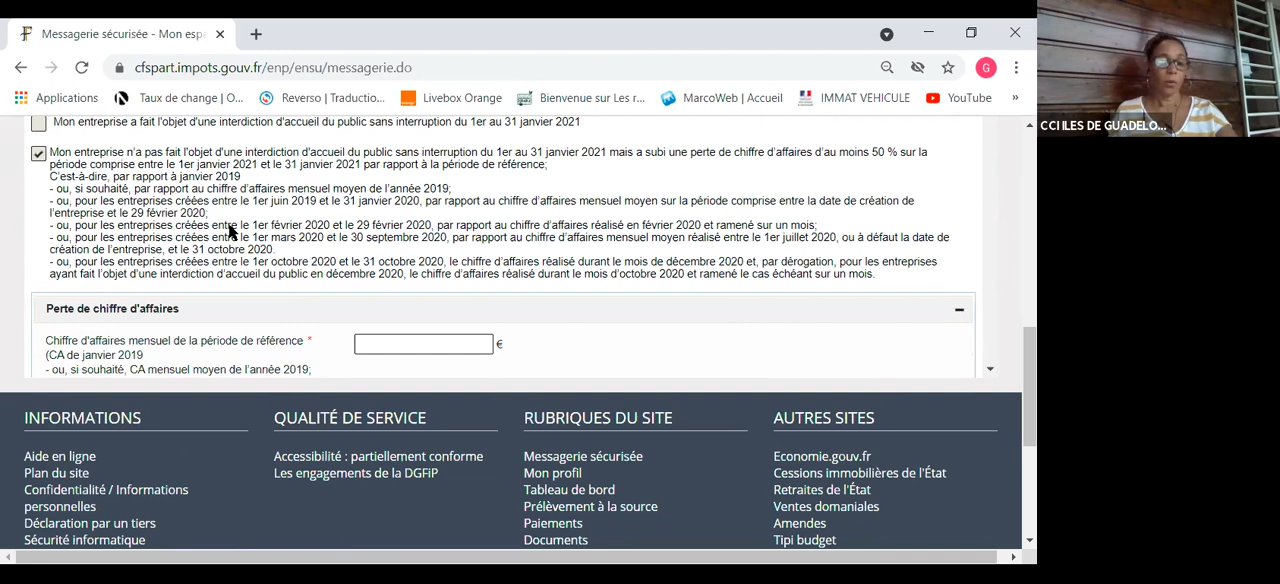 Messagerie sécurisée - Mon esp
cfspart.impots.gouv.fr/enp/ensu/messagerie.do
G
Applications
Taux de change | O...
Reverso | Traductio...
Livebox Orange
Bienvenue sur Les r...
MarcoWeb | Accueil
IMMAT VEHICULE
YouTube
»
CCI ILES DE GUADELO...
Mon entreprise a fait l'objet d'une interdiction d'accueil du public sans interruption du 1er au 31 janvier 2021
Mon entreprise n'a pas fait l'objet d'une interdiction d'accueil du public sans interruption du 1er au 31 janvier 2021 mais a subi une perte de chiffre d'affaires d'au moins 50 % sur la
période comprise entre le 1er janvier 2021 et le 31 janvier 2021 par rapport à la période de référence;
C'est-à-dire, par rapport à janvier 2019
- ou, si souhaité, par rapport au chiffre d'affaires mensuel moyen de l'année 2019;
- ou, pour les entreprises créées entre le 1er juin 2019 et le 31 janvier 2020, par rapport au chiffre d'affaires mensuel moyen sur la période comprise entre la date de création de
l'entreprise et le 29 février 2020;
- ou, pour les entreprises créées entre le 1er février 2020 et le 29 février 2020, par rapport au chiffre d'affaires réalisé en février 2020 et ramené sur un mois;
- ou, pour les entreprises créées entre le 1er mars 2020 et le 30 septembre 2020, par rapport au chiffre d'affaires mensuel moyen réalisé entre le 1er juillet 2020, ou à défaut la date de
création de l'entreprise, et le 31 octobre 2020.
- ou, pour les entreprises créées entre le 1er octobre 2020 et le 31 octobre 2020, le chiffre d'affaires réalisé durant le mois de décembre 2020 et, par dérogation, pour les entreprises
ayant fait l'objet d'une interdiction d'accueil du public en décembre 2020, le chiffre d'affaires réalisé durant le mois d'octobre 2020 et ramené le cas échéant sur un mois.
Perte de chiffre d'affaires
Chiffre d'affaires mensuel de la période de référence * €
(CA de janvier 2019
- ou, si souhaité, CA mensuel moyen de l'année 2019;
INFORMATIONS
Aide en ligne
Plan du site
Confidentialité / Informations
personnelles
Déclaration par un tiers
Sécurité informatique
QUALITÉ DE SERVICE
Accessibilité : partiellement conforme
Les engagements de la DGFiP
RUBRIQUES DU SITE
Messagerie sécurisée
Mon profil
Tableau de bord
Prélèvement à la source
Paiements
Documents
AUTRES SITES
Economie.gouv.fr
Cessions immobilières de l'État
Retraites de l'État
Ventes domaniales
Amendes
Tipi budget